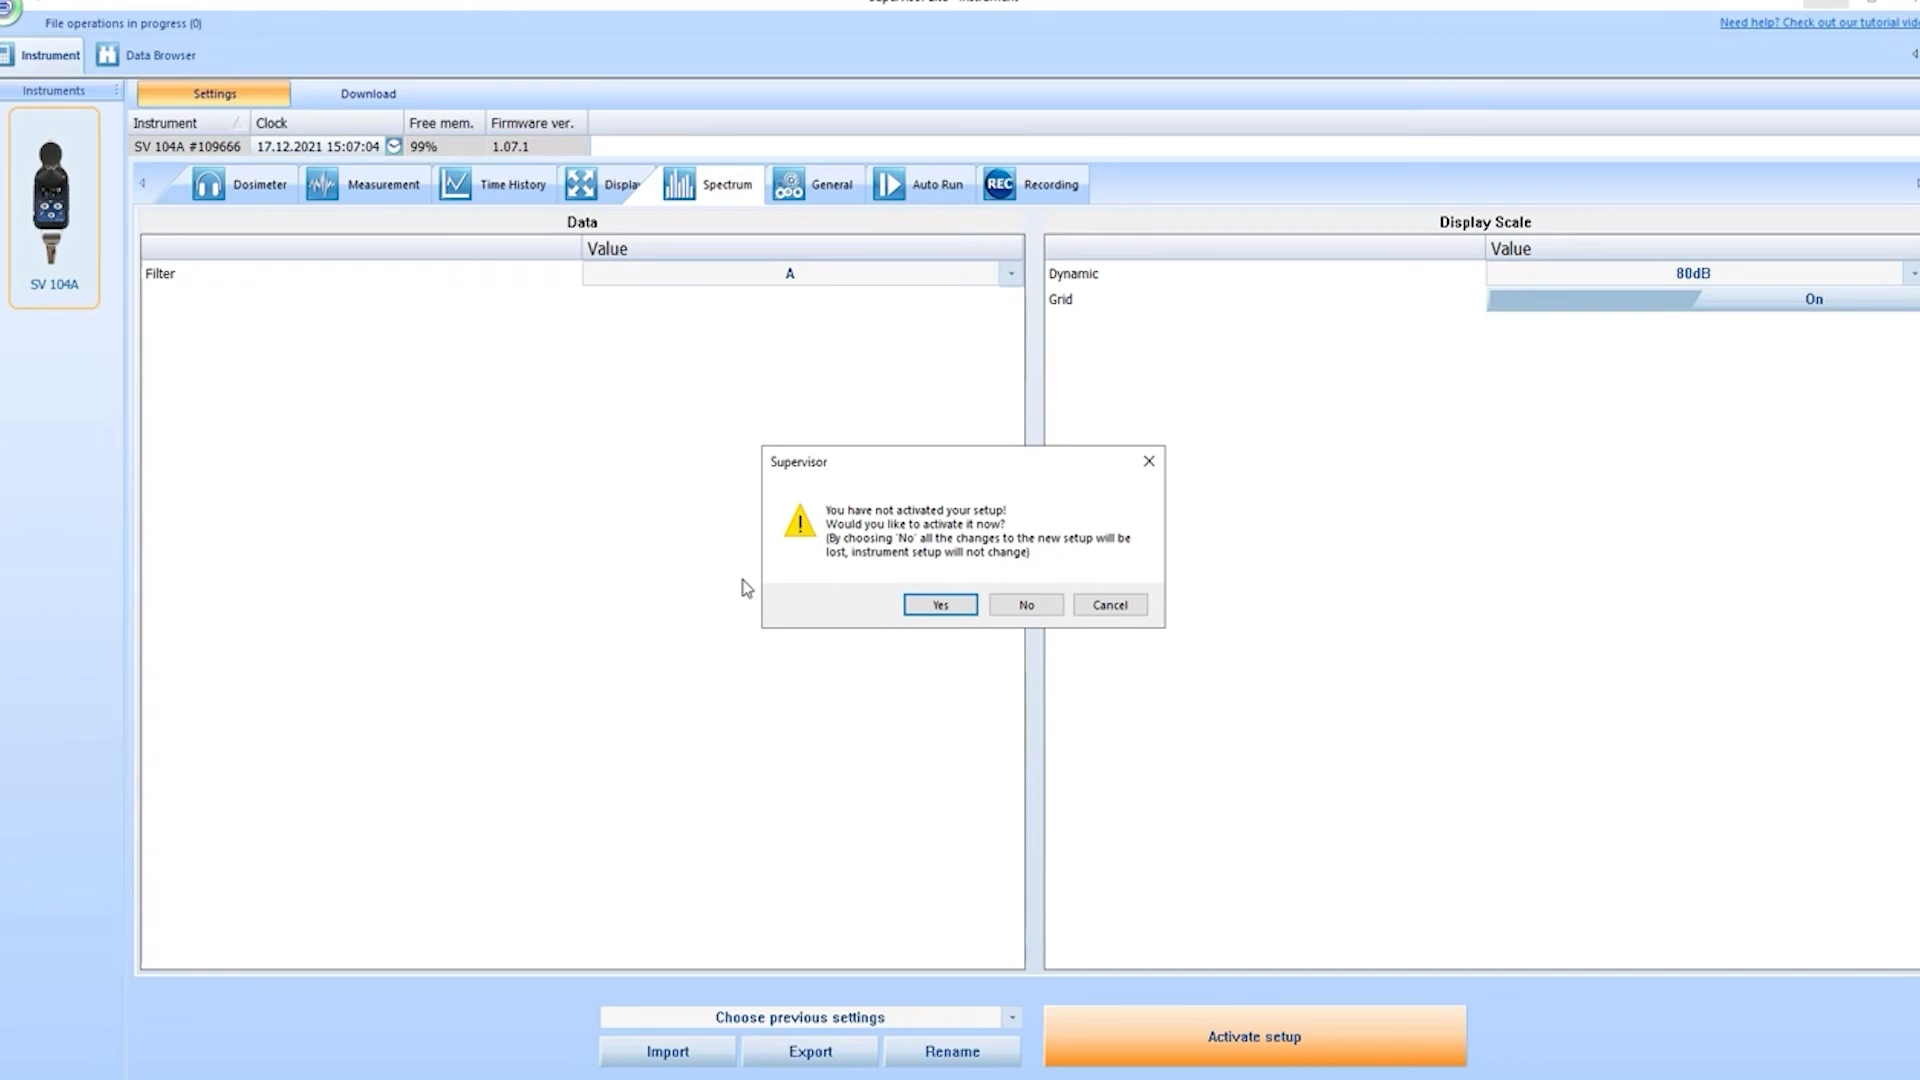 File operations in progress (0)
Need help? Check out our tutorial
Instrument
Data Browser
Instruments
Settings
Download
Instrument
Clock
Free mem.
Firmware ver.
SV 104A #109666
17.12.2021 15:07:04
99%
1.07.1
Dosimeter
Measurement
Time History
Spectrum
General
Auto Run
REC
Recording
Data
Display Scale
Value
Value
Filter
A
Dynamic
80dB
Grid
On
SV 104A
Supervisor
You have not activated your setup!
Would you like to activate it now?
(By choosing 'No' all the changes to the new setup will be
lost, instrument setup will not change)
Yes
No
Cancel
Choose previous settings
Import
Export
Rename
Activate setup